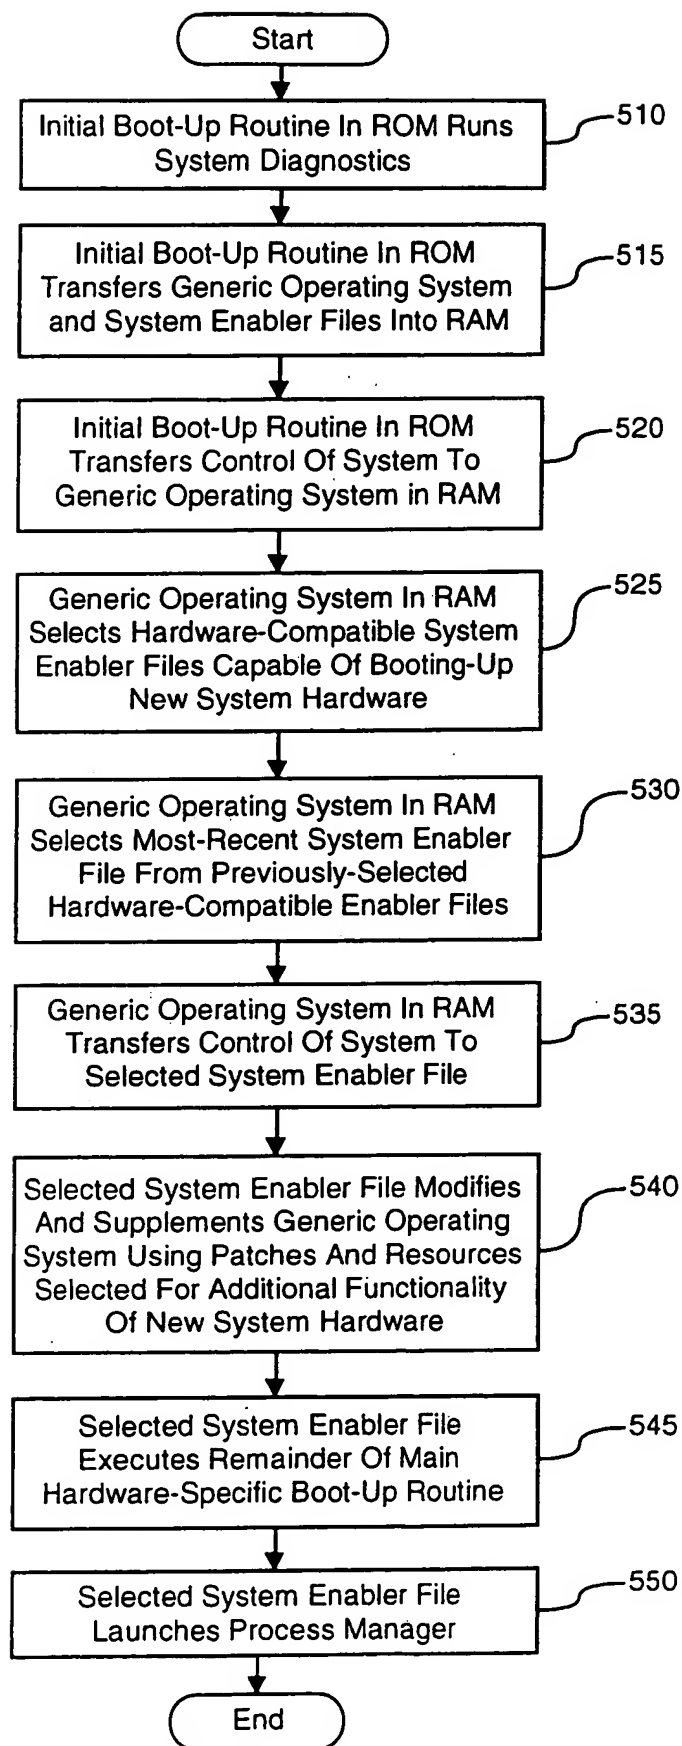 Start
Initial Boot-Up Routine In ROM Runs
System Diagnostics
510
Initial Boot-Up Routine In ROM
Transfers Generic Operating System
and System Enabler Files Into RAM
515
Initial Boot-Up Routine In ROM
Transfers Control Of System To
Generic Operating System in RAM
520
Generic Operating System In RAM
Selects Hardware-Compatible System
Enabler Files Capable Of Booting-Up
New System Hardware
525
Generic Operating System In RAM
Selects Most-Recent System Enabler
File From Previously-Selected
Hardware-Compatible Enabler Files
530
Generic Operating System In RAM
Transfers Control Of System To
Selected System Enabler File
535
Selected System Enabler File Modifies
And Supplements Generic Operating
System Using Patches And Resources
Selected For Additional Functionality
Of New System Hardware
540
Selected System Enabler File
Executes Remainder Of Main
Hardware-Specific Boot-Up Routine
545
Selected System Enabler File
Launches Process Manager
550
End